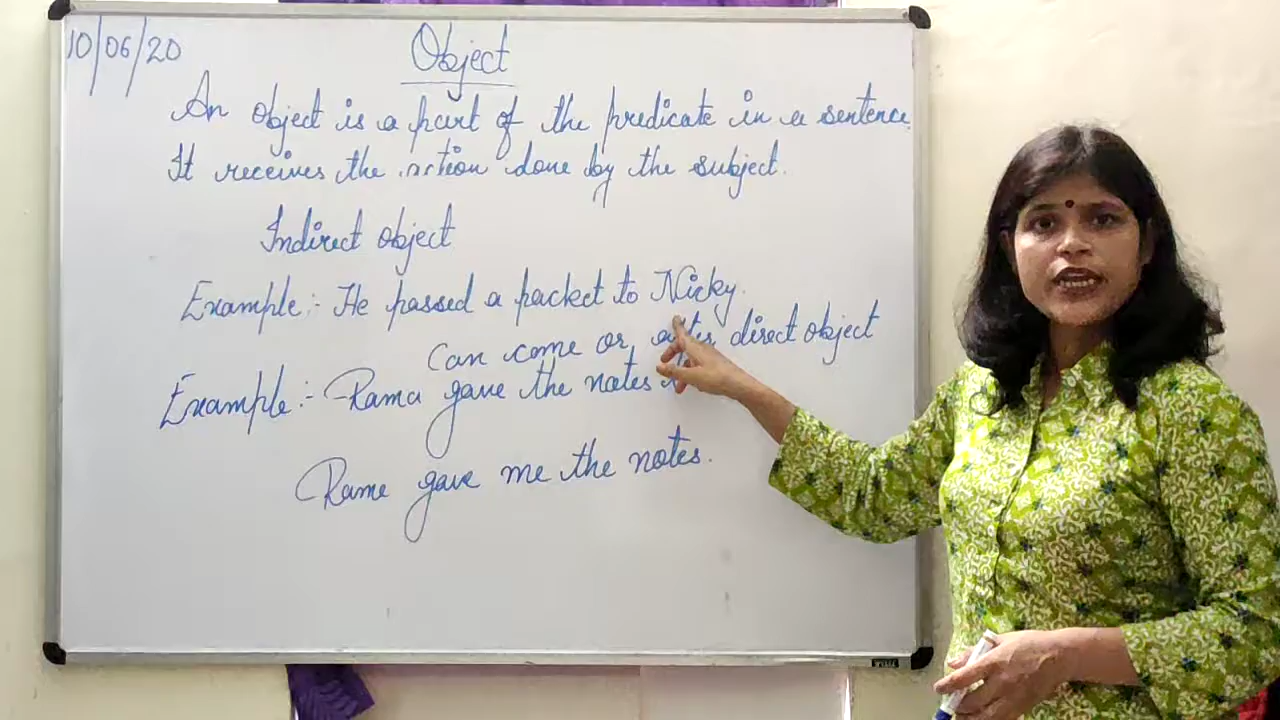 10/06/20
Object
An object is a part of the predicate in a sentence.
It receives the action done by the subject.
Indirect object
Example:- He passed a packet to Nicky.
Can come or after direct object
Example:- Rama gave the notes
Rame gave me the notes.